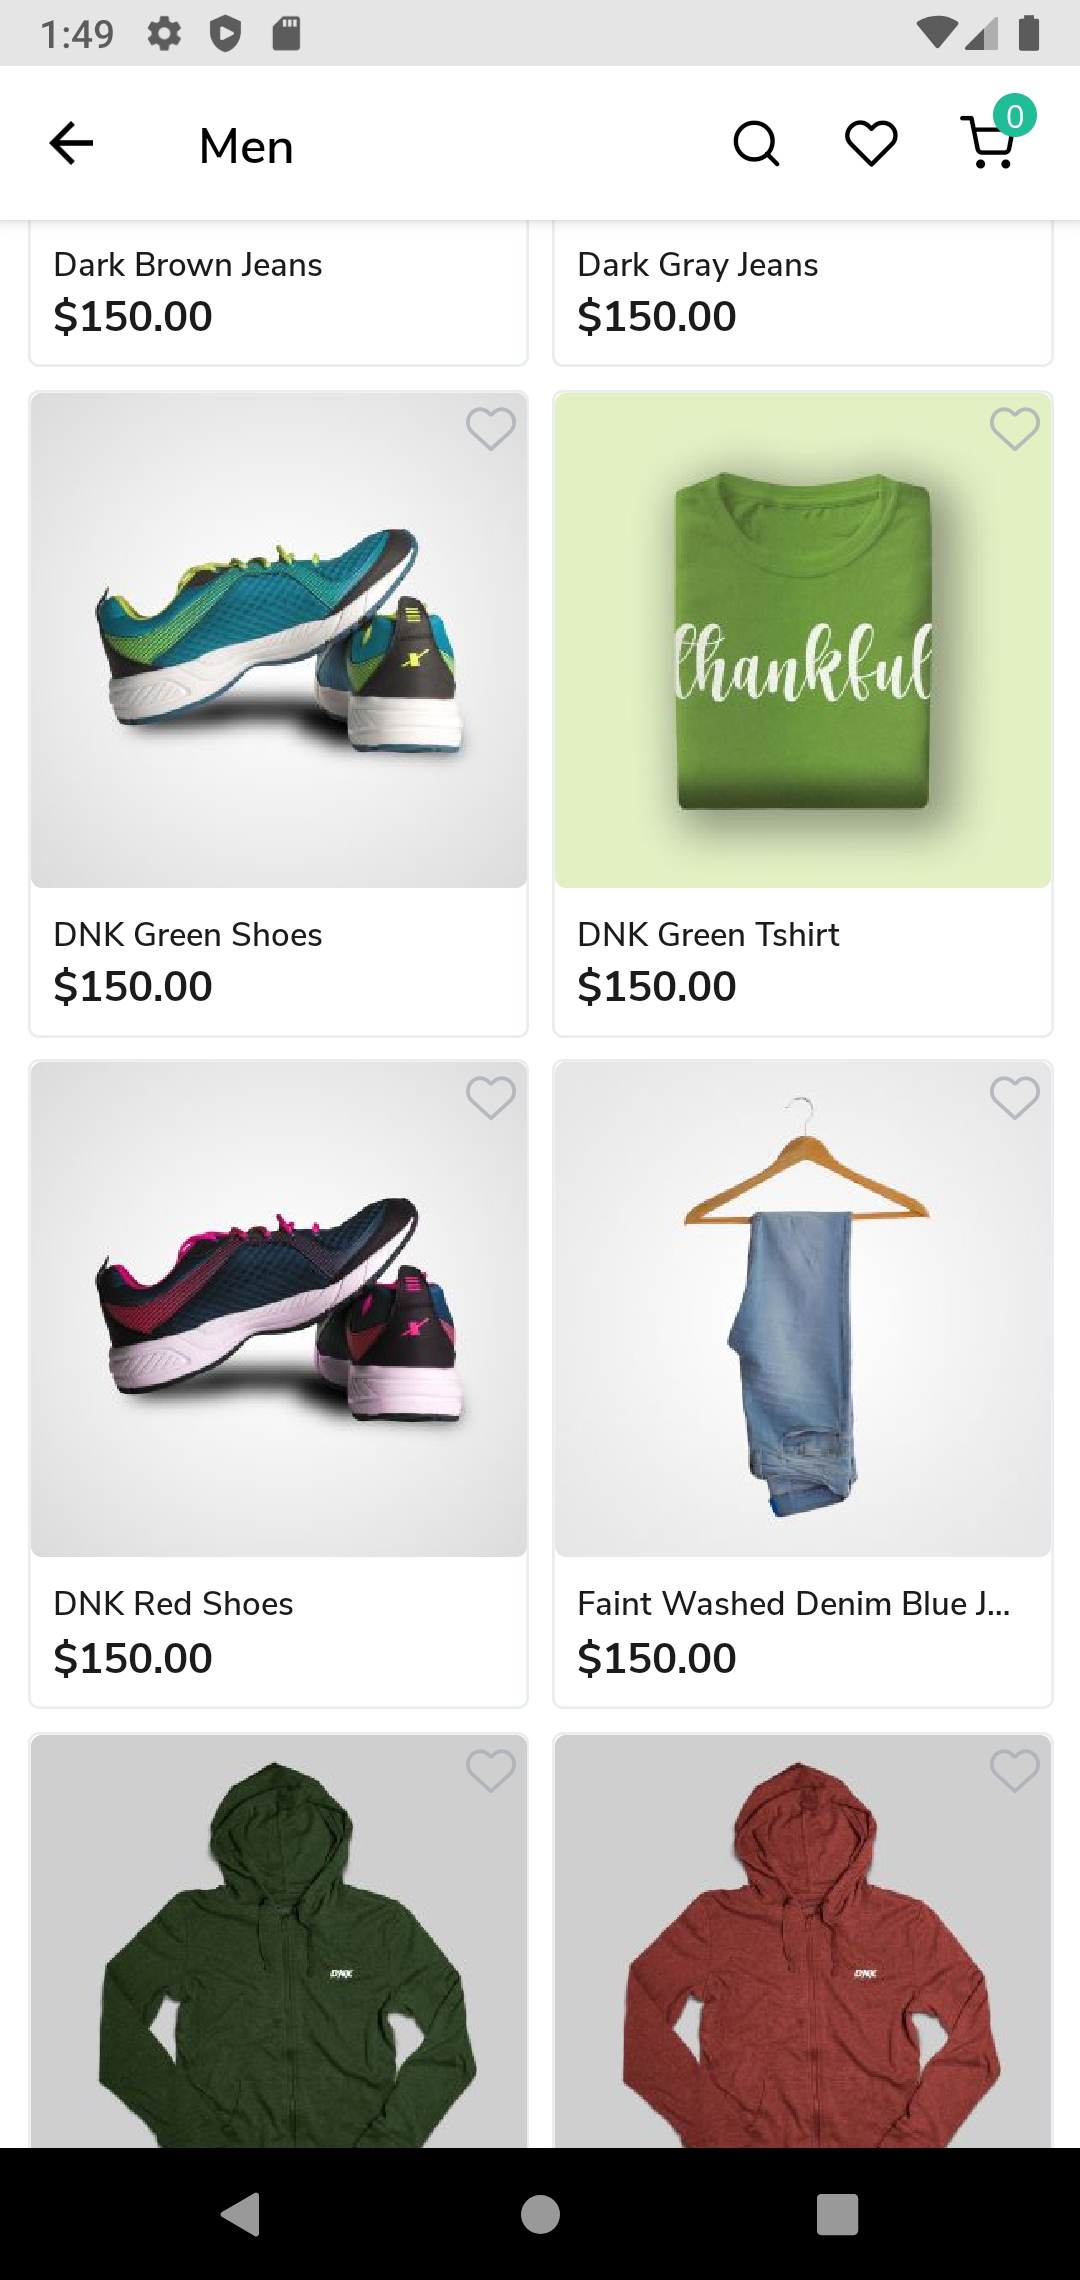 1:49
Men
0
Dark Brown Jeans
$150.00
Dark Gray Jeans
$150.00
thankful
DNK Green Shoes
$150.00
DNK Green Tshirt
$150.00
DNK Red Shoes
$150.00
Faint Washed Denim Blue J...
$150.00
DNK
DNK